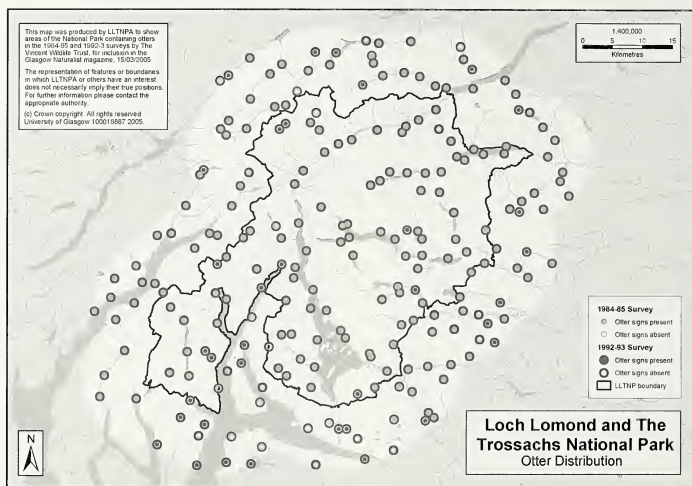 This map was produced by LLTNPA to show
areas of the National Park containing otters
in the 1984-85 and 1992-3 surveys by The
Vincent Wildlife Trust, for inclusion in the
Glasgow Naturalist magazine, 15/03/2005
The representation of features or boundaries
in which LLTNPA or others have an interest
does not necessarily imply their true positions.
For further information please contact the
appropriate authority.
(c) Crown copyright All rights reserved
University of Glasgow 100018887 2005.
1:400,000
0 5 10 15
Kilometres
1984-85 Survey
Otter signs present
Otter signs absent
1992-93 Survey
Otter signs present
Otter signs absent
LLTNP boundary
N
Loch Lomond and The
Trossachs National Park
Otter Distribution